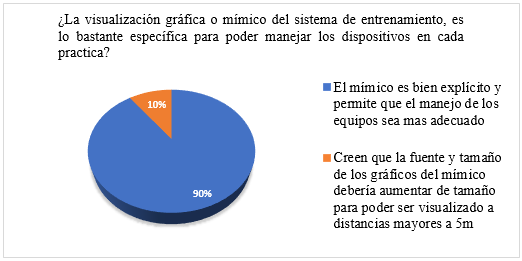 ¿La visualización gráfica o mímico del sistema de entrenamiento, es
lo bastante específica para poder manejar los dispositivos en cada
practica?
El mímico es bien explícito y
permite que el manejo de los
equipos sea mas adecuado
10%
90%
Creen que la fuente y tamaño
de los gráficos del mímico
debería aumentar de tamaño
para poder ser visualizado a
distancias mayores a 5m